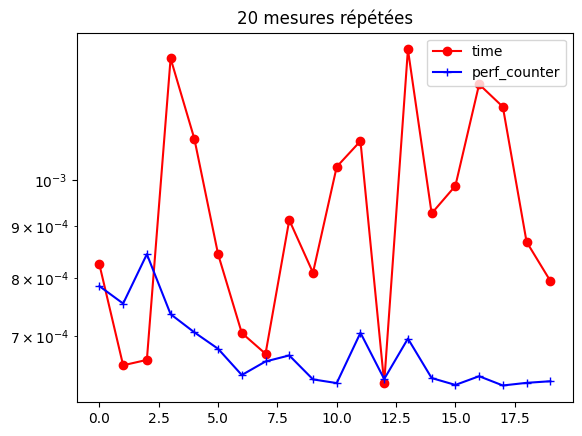 20 mesures répétées
time
perf_counter
10⁻³
9 × 10⁻⁴
8 × 10⁻⁴
7 × 10⁻⁴
0.0 2.5 5.0 7.5 10.0 12.5 15.0 17.5